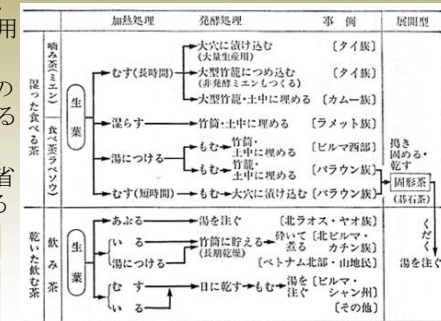 用
の
る
省
る
加熱処理 発酵処理 事例 展開型
湿った食べる茶
噛み茶(ミエン)
食べ茶(ラペソウ)
生葉
むす(長時間) 大穴に漬け込む 〔タイ族〕
(大量生産用)
大型竹籠につめ込む 〔タイ族〕
(非発酵ミエンもつくる)
大型竹籠・土中に埋める 〔カムー族〕
湿らす 竹筒・土中に埋める 〔ラメット族〕
湯につける もむ 竹筒・土中に埋める 〔ビルマ西部〕
もむ 竹籠・土中に埋める 〔パラウン族〕
むす(短時間) もむ 大穴に漬け込む 〔パラウン族〕
搗き固める・乾す
固形茶
(碁石茶)
くだく
湯を注ぐ
乾いた飲む茶
飲み茶
生葉
あぶる 湯を注ぐ 〔北ラオス・ヤオ族〕
いる 竹筒に貯える 砕いて煮る 〔北ビルマ・カチン族〕
(長期乾燥)
湯につける 〔ベトナム北部・山地民〕
むす 日に乾す もむ 湯を注ぐ 〔ビルマ・シャン州〕
いる 〔その他〕